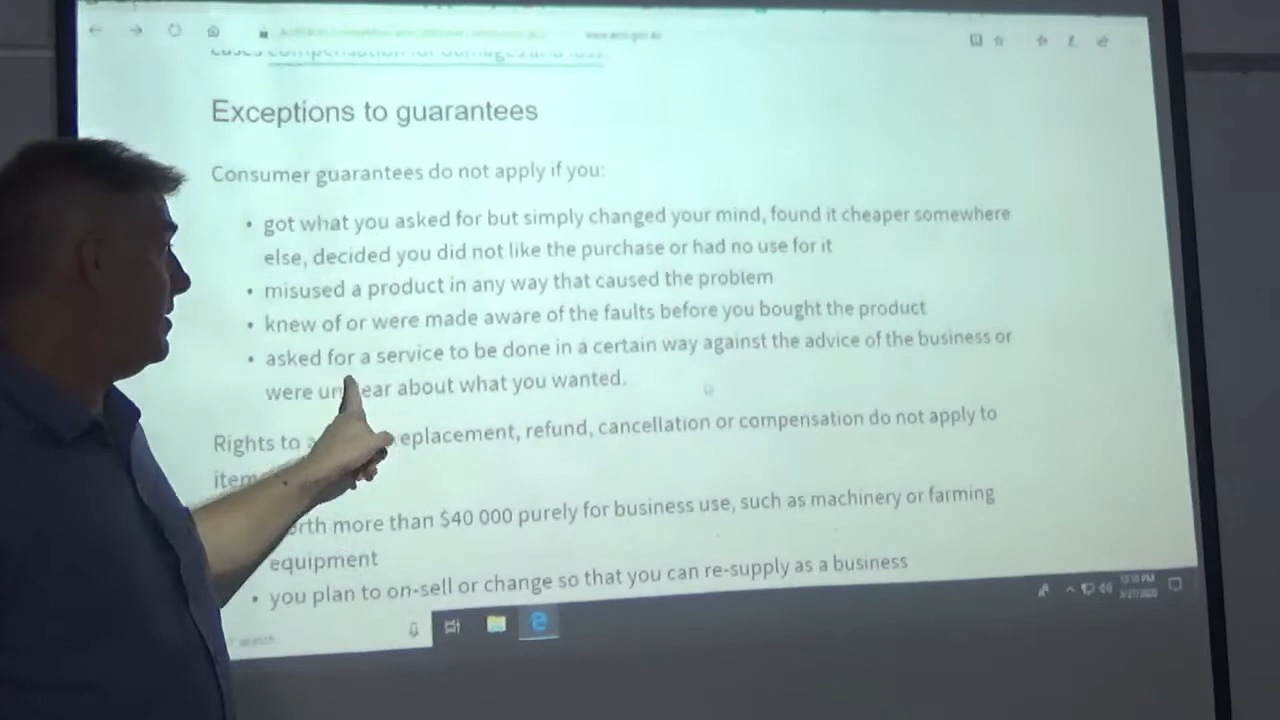 www.accc.gov.au
Exceptions to guarantees
Consumer guarantees do not apply if you:
• got what you asked for but simply changed your mind, found it cheaper somewhere
else, decided you did not like the purchase or had no use for it
• misused a product in any way that caused the problem
• knew of or were made aware of the faults before you bought the product
• asked for a service to be done in a certain way against the advice of the business or
were un ear about what you wanted.
Rights to a eplacement, refund, cancellation or compensation do not apply to
item
orth more than $40 000 purely for business use, such as machinery or farming
equipment
• you plan to on-sell or change so that you can re-supply as a business
search